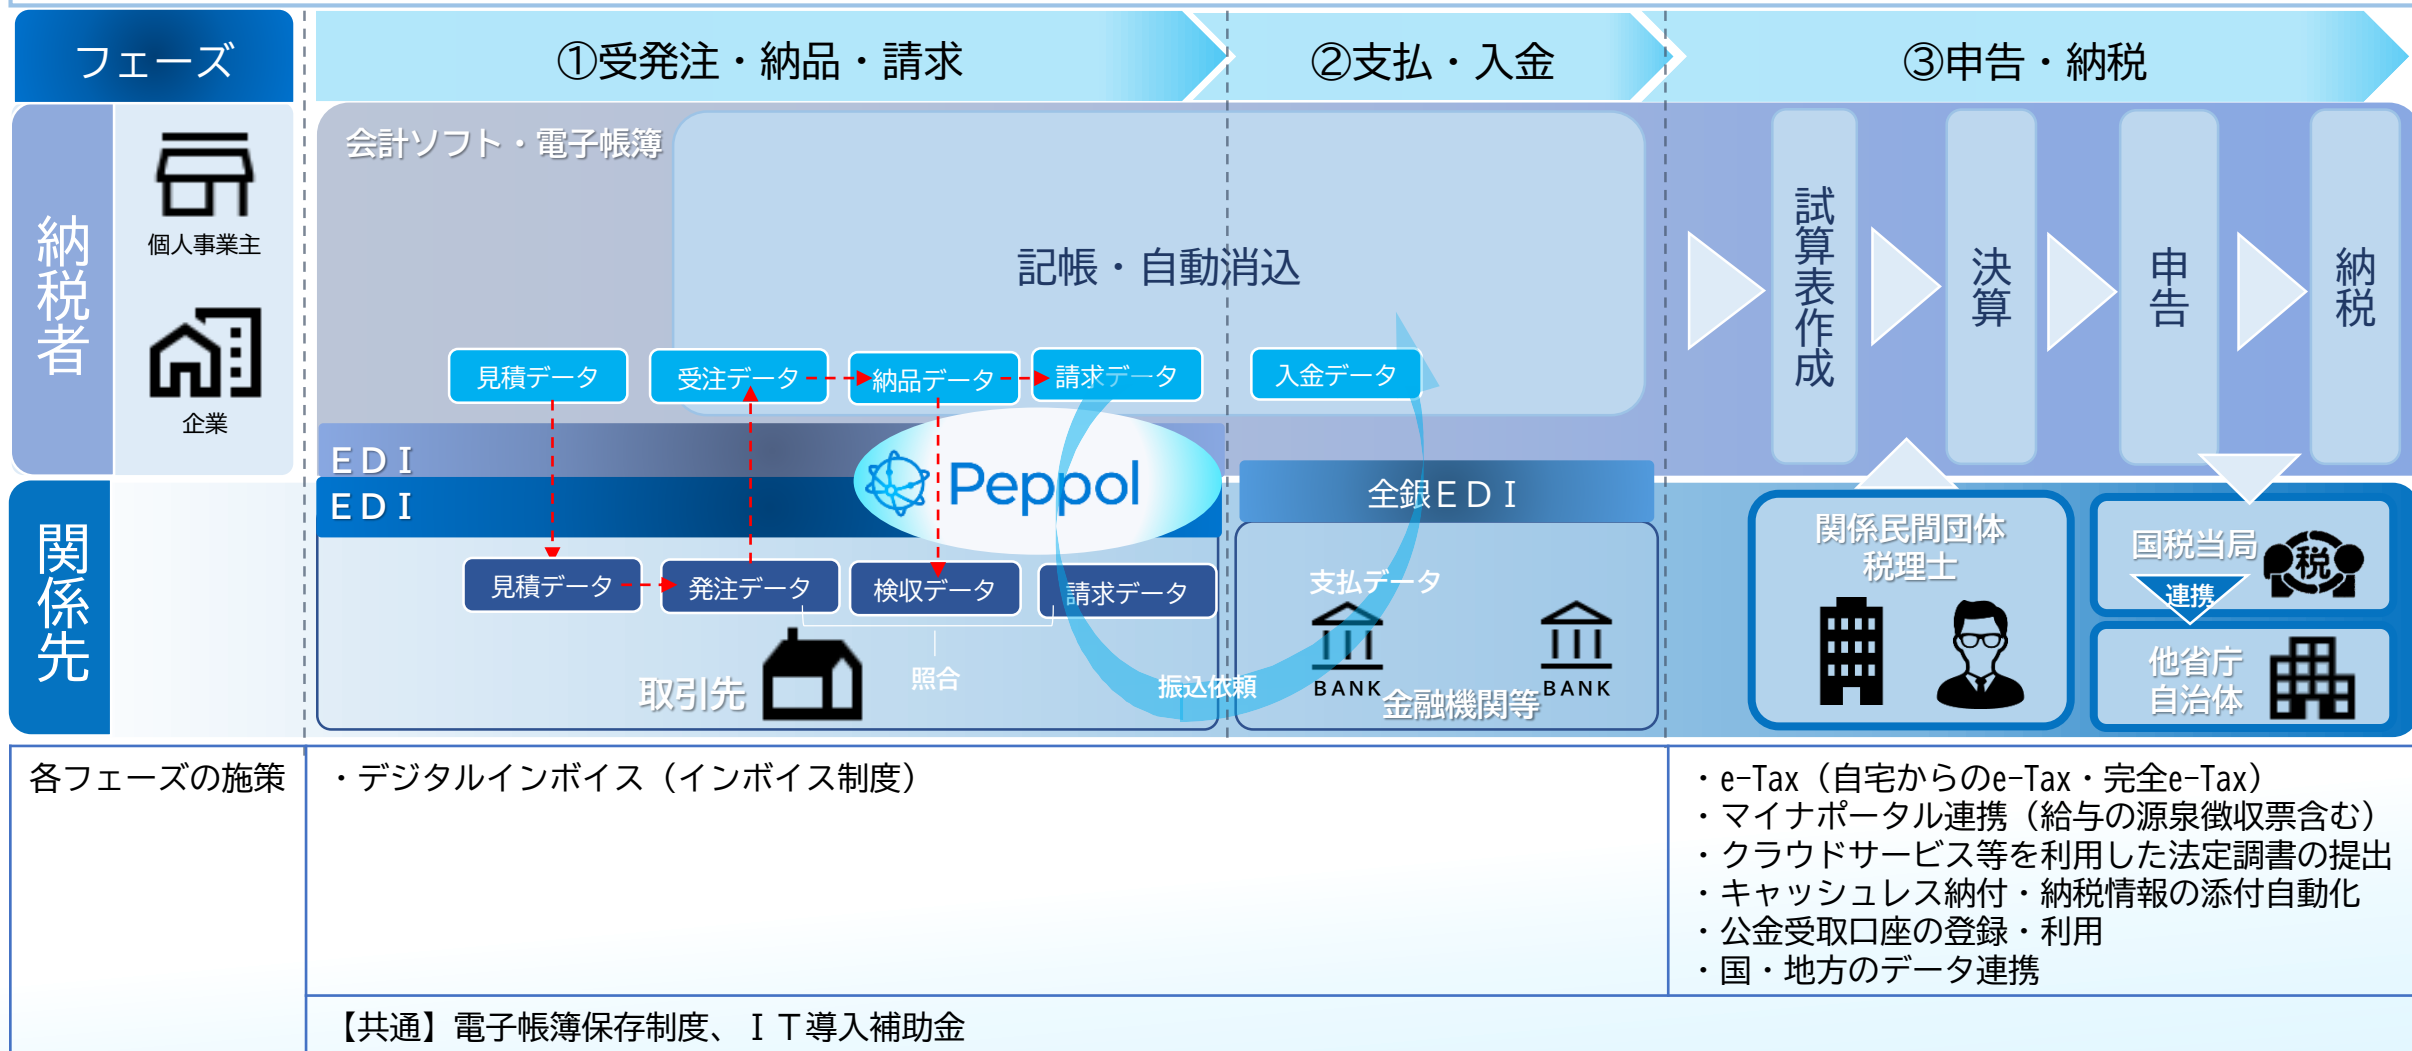 フェーズ
①受発注・納品・請求
②支払・入金
③申告・納税
納税者
個人事業主
企業
会計ソフト・電子帳簿
記帳・自動消込
見積データ
受注データ
納品データ
請求データ
入金データ
試算表作成
決算
申告
納税
ＥＤＩ
ＥＤＩ
Peppol
全銀ＥＤＩ
関係先
見積データ
発注データ
検収データ
請求データ
照合
取引先
振込依頼
支払データ
BANK
BANK
金融機関等
関係民間団体
税理士
国税当局
税
連携
他省庁
自治体
各フェーズの施策
・デジタルインボイス（インボイス制度）
・e-Tax（自宅からのe-Tax・完全e-Tax）
・マイナポータル連携（給与の源泉徴収票含む）
・クラウドサービス等を利用した法定調書の提出
・キャッシュレス納付・納税情報の添付自動化
・公金受取口座の登録・利用
・国・地方のデータ連携
【共通】電子帳簿保存制度、ＩＴ導入補助金